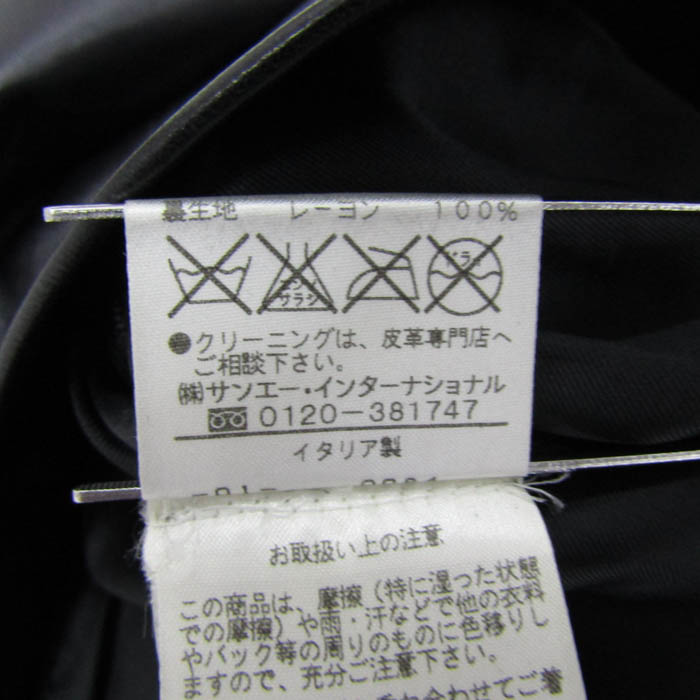 裏生地 レーヨン 100%
エンソ
サラシ
ドライ
●クリーニングは、皮革専門店へ
ご相談下さい。
㈱サンエー・インターナショナル
0120-381747
イタリア製
お取扱い上の注意
この商品は、摩擦(特に湿った状態
での摩擦)や雨・汗などで他の衣料
やバック等の周りのものに色移りし
ますので、充分ご注意下さい。